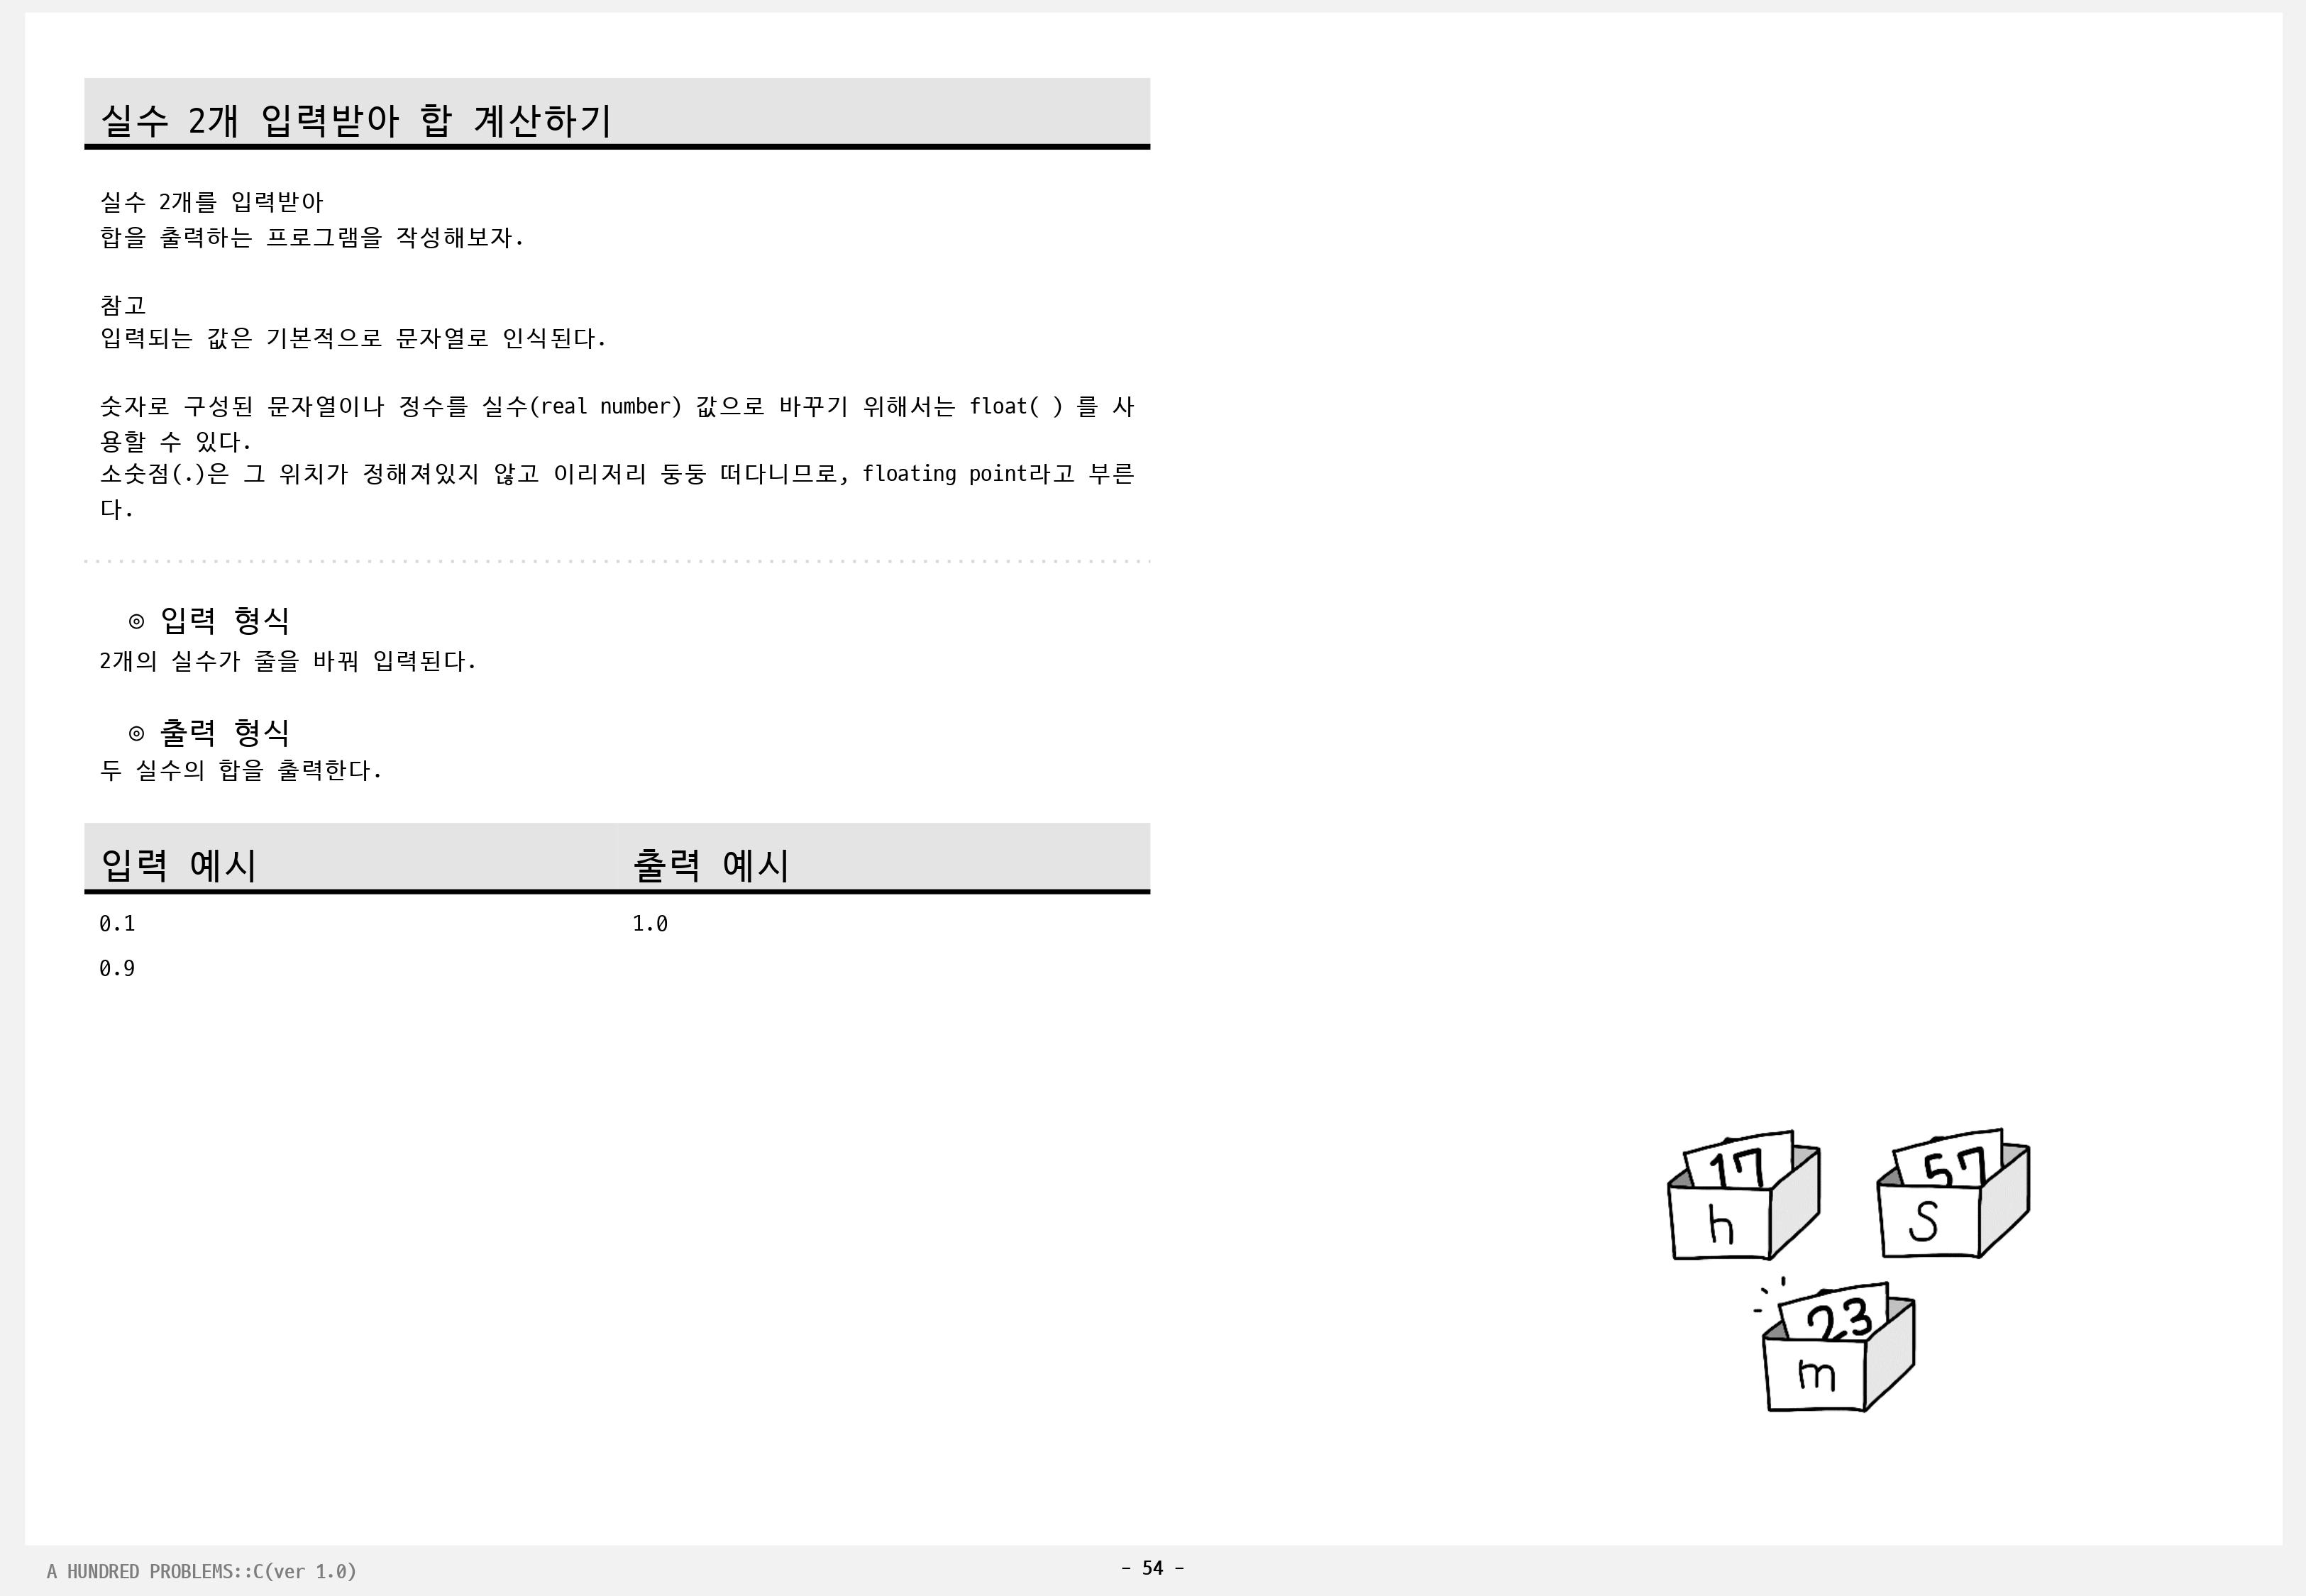 실수 2개 입력받아 합 계산하기
실수 2개를 입력받아
합을 출력하는 프로그램을 작성해보자.
참고
입력되는 값은 기본적으로 문자열로 인식된다.
숫자로 구성된 문자열이나 정수를 실수(real number) 값으로 바꾸기 위해서는 float( ) 를 사
용할 수 있다.
소숫점(.)은 그 위치가 정해져있지 않고 이리저리 둥둥 떠다니므로, floating point라고 부른
다.
◎ 입력 형식
2개의 실수가 줄을 바꿔 입력된다.
◎ 출력 형식
두 실수의 합을 출력한다.
입력 예시 출력 예시
0.1 1.0
0.9
17 57
h S
23
m
A HUNDRED PROBLEMS::C(ver 1.0) - 54 -